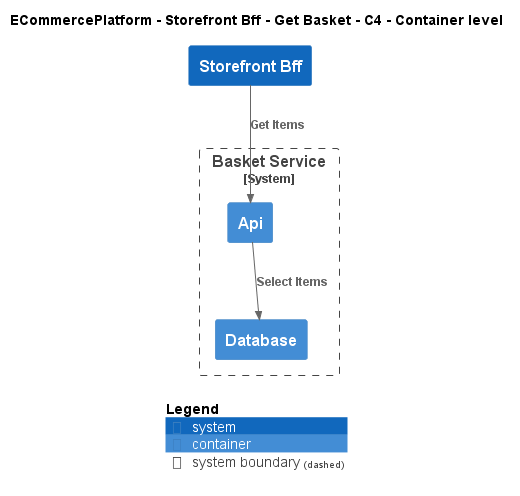 ECommercePlatform - Storefront Bff - Get Basket - C4 - Container level
Storefront Bff
Get Items
Basket Service
[System]
Api
Select Items
Database
Legend
system
container
system boundary (dashed)